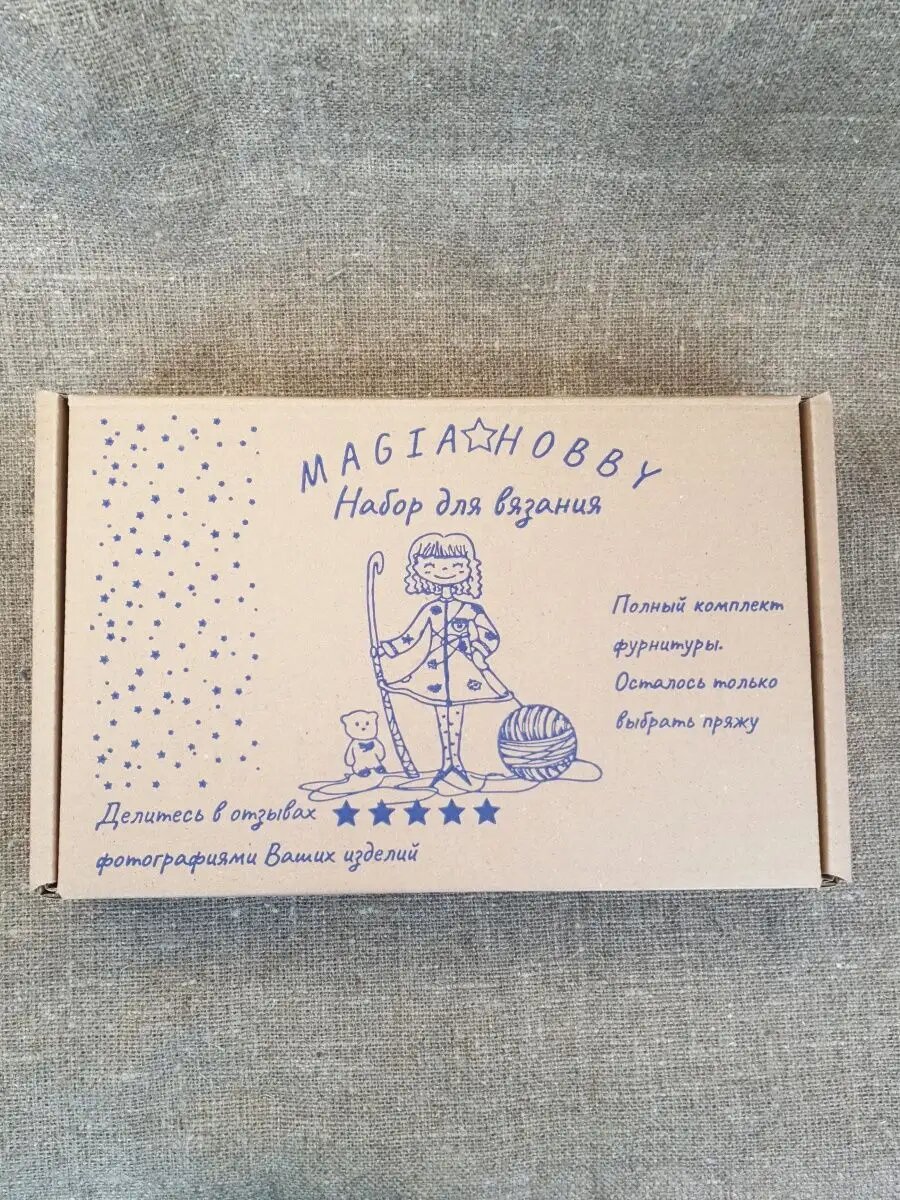 MAGIA☆HOBBY
Набор для вязания
Полный комплект
фурнитуры.
Осталось только
выбрать пряжу
Делитесь в отзывах ★★★★★
фотографиями Ваших изделий